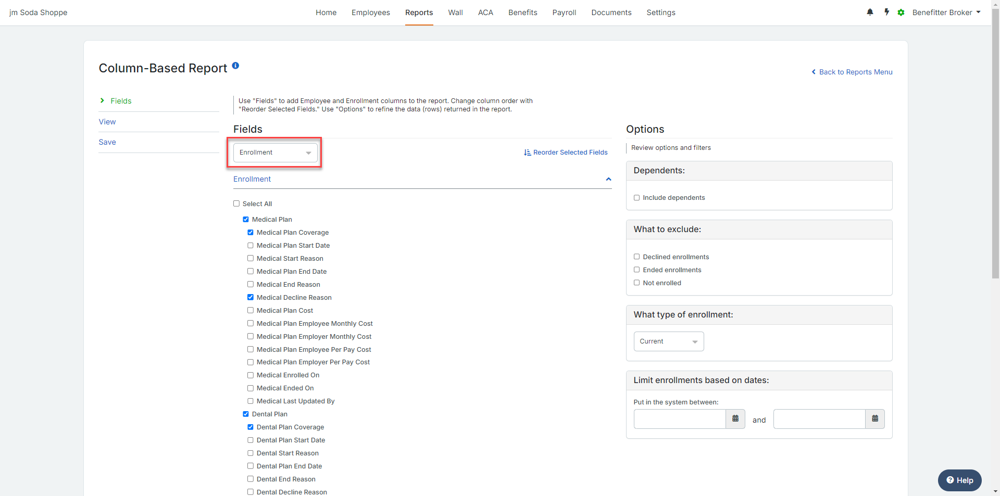 jm Soda Shoppe
Home Employees Reports Wall ACA Benefits Payroll Documents Settings
Benefitter Broker
Column-Based Report
Back to Reports Menu
Fields
View
Save
Use "Fields" to add Employee and Enrollment columns to the report. Change column order with
"Reorder Selected Fields." Use "Options" to refine the data (rows) returned in the report.
Fields
Enrollment
Reorder Selected Fields
Enrollment
Select All
Medical Plan
Medical Plan Coverage
Medical Plan Start Date
Medical Start Reason
Medical Plan End Date
Medical End Reason
Medical Decline Reason
Medical Plan Cost
Medical Plan Employee Monthly Cost
Medical Plan Employer Monthly Cost
Medical Plan Employee Per Pay Cost
Medical Plan Employer Per Pay Cost
Medical Enrolled On
Medical Ended On
Medical Last Updated By
Dental Plan
Dental Plan Coverage
Dental Plan Start Date
Dental Start Reason
Dental Plan End Date
Dental End Reason
Dental Decline Reason
Options
Review options and filters
Dependents:
Include dependents
What to exclude:
Declined enrollments
Ended enrollments
Not enrolled
What type of enrollment:
Current
Limit enrollments based on dates:
Put in the system between:
and
Help